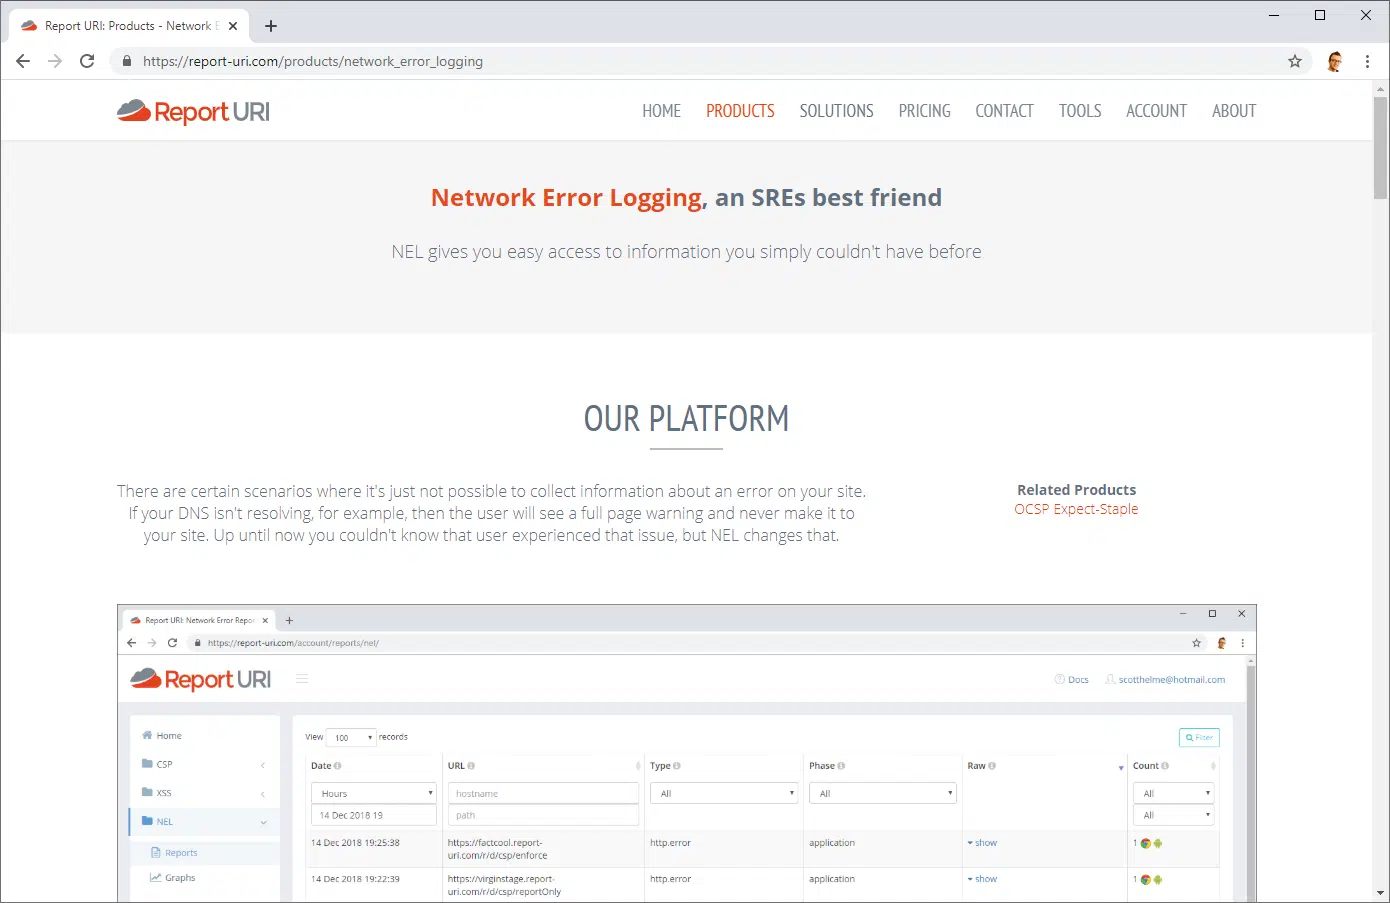 Report URI: Products - Network E
https://report-uri.com/products/network_error_logging
Report URI
HOME PRODUCTS SOLUTIONS PRICING CONTACT TOOLS ACCOUNT ABOUT
Network Error Logging, an SREs best friend
NEL gives you easy access to information you simply couldn't have before
OUR PLATFORM
There are certain scenarios where it's just not possible to collect information about an error on your site.
If your DNS isn't resolving, for example, then the user will see a full page warning and never make it to
your site. Up until now you couldn't know that user experienced that issue, but NEL changes that.
Related Products
OCSP Expect-Staple
Report URI: Network Error Repor
https://report-uri.com/account/reports/nel/
Report URI
Docs scotthelme@hotmail.com
Home
CSP
XSS
NEL
Reports
Graphs
View 100 records
Filter
Date URL Type Phase Raw Count
Hours hostname All All All
14 Dec 2018 19 path All
14 Dec 2018 19:25:38 https://factcool.report- http.error application show 1
uri.com/r/d/csp/enforce
14 Dec 2018 19:22:39 https://virginstage.report- http.error application show 1
uri.com/r/d/csp/reportOnly